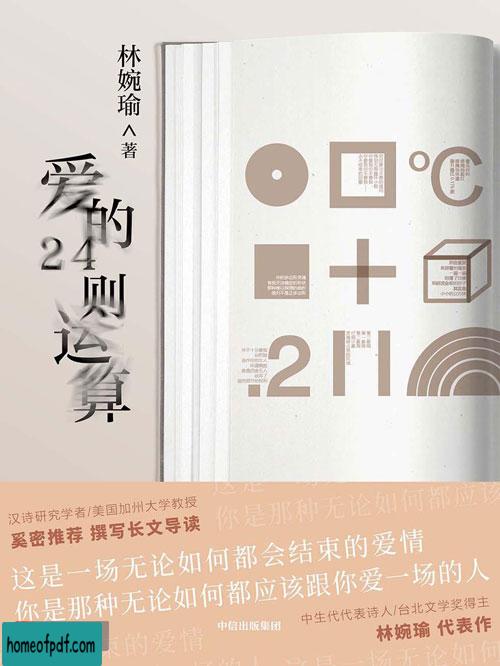 林婉瑜
著
爱的
24则
运算
℃
.2
汉诗研究学者/美国加州大学教授
奚密推荐 撰写长文导读
这是一场无论如何都会结束的爱情
你是那种无论如何都应该跟你爱一场的人
中信出版集团
中生代代表诗人/台北文学奖得主
林婉瑜 代表作
homeofpdf.com